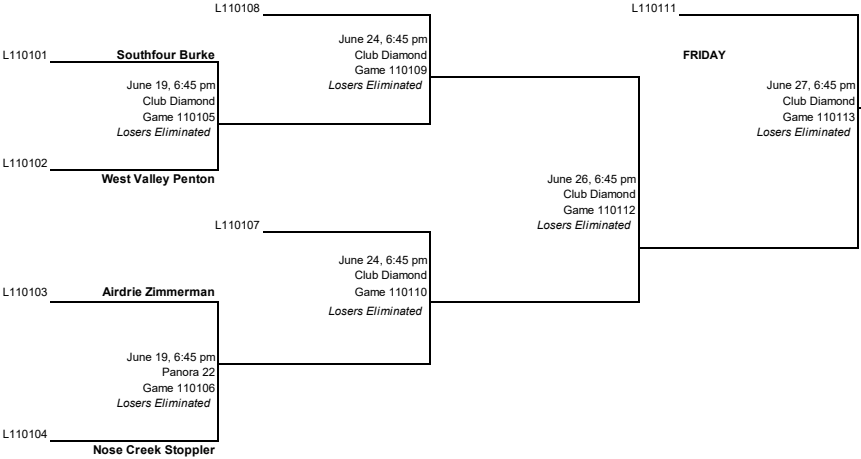 L110108
L110111
June 24, 6:45 pm
L110101
Southfour Burke
Club Diamond
FRIDAY
Game 110109
June 19, 6:45 pm
Losers Eliminated
June 27, 6:45 pm
Club Diamond
Club Diamond
Game 110105
Game 110113
Losers Eliminated
Losers Eliminated
L110102
West Valley Penton
June 26, 6:45 pm
Club Diamond
Game 110112
L110107
Losers Eliminated
June 24, 6:45 pm
Club Diamond
L110103
Airdrie Zimmerman
Game 110110
Losers Eliminated
June 19, 6:45 pm
Panora 22
Game 110106
Losers Eliminated
L110104
Nose Creek Stoppler